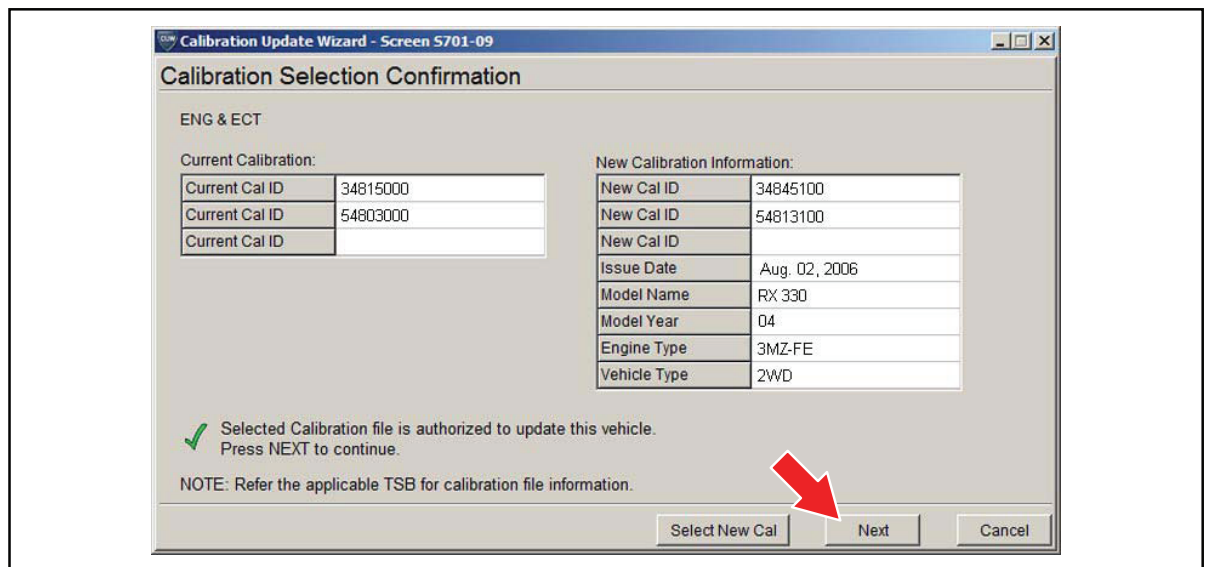 CUW Calibration Update Wizard - Screen S701-09
Calibration Selection Confirmation
ENG & ECT
Current Calibration:
Current Cal ID 34815000
Current Cal ID 54803000
Current Cal ID
New Calibration Information:
New Cal ID 34845100
New Cal ID 54813100
New Cal ID
Issue Date Aug. 02, 2006
Model Name RX 330
Model Year 04
Engine Type 3MZ-FE
Vehicle Type 2WD
Selected Calibration file is authorized to update this vehicle.
Press NEXT to continue.
NOTE: Refer the applicable TSB for calibration file information.
Select New Cal Next Cancel